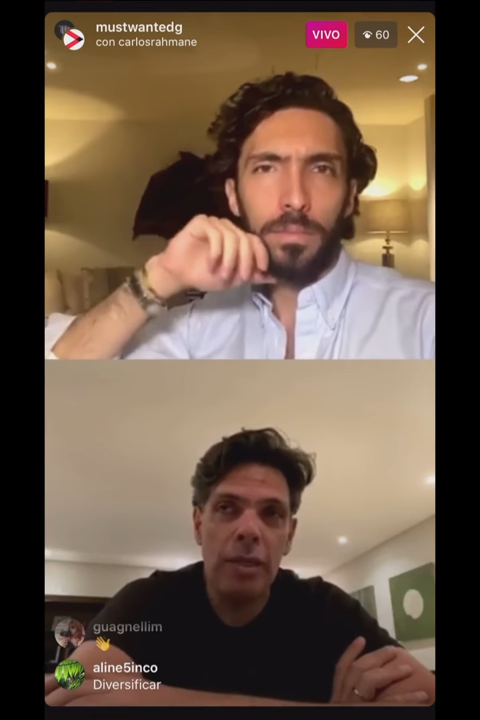 mustwantedg
con carlosrahmane
VIVO
60
guagnellim
👋
aline5inco
Diversificar